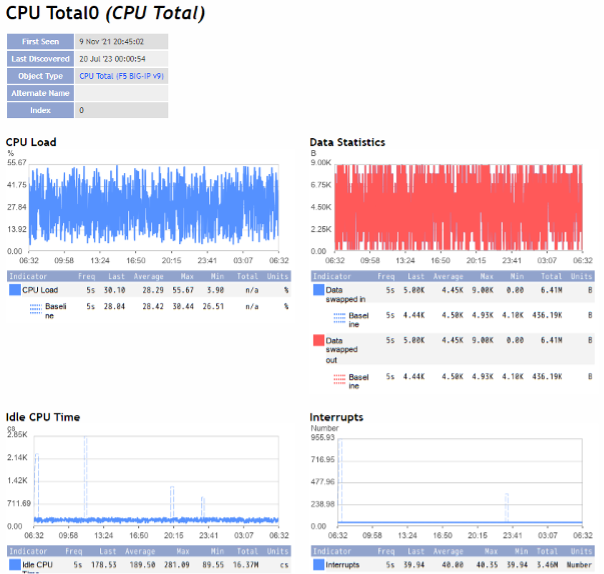 CPU Total0 (CPU Total)
First Seen 9 Nov '21 20:45:02
Last Discovered 20 Jul '23 00:00:54
Object Type CPU Total (F5 BIG-IP v9)
Alternate Name
Index 0
CPU Load
%
55.67
41.75
27.84
13.92
0.00
06:32 09:58 13:24 16:49 20:15 23:41 03:07 06:32
Indicator Freq Last Average Max Min Total Units
CPU Load 5s 30.10 28.29 55.67 3.90 n/a %
Baseli
ne 5s 28.04 28.42 30.44 26.51 n/a %
Data Statistics
B
9.00K
6.75K
4.50K
2.25K
0.00
06:32 09:58 13:24 16:49 20:15 23:41 03:07 06:32
Indicator Freq Last Average Max Min Total Units
Data
swapped in 5s 5.00K 4.45K 9.00K 0.00 6.41M B
Basel
ine 5s 4.44K 4.50K 4.93K 4.10K 436.19K B
Data
swapped
out 5s 5.00K 4.45K 9.00K 0.00 6.41M B
Basel
ine 5s 4.44K 4.50K 4.93K 4.10K 436.19K B
Idle CPU Time
cs
2.85K
2.14K
1.42K
711.69
0.00
06:32 09:58 13:24 16:49 20:15 23:41 03:07 06:32
Indicator Freq Last Average Max Min Total Units
Idle CPU
Time 5s 178.53 189.50 281.09 89.55 16.37M cs
Interrupts
Number
955.93
716.95
477.96
238.98
0.00
06:32 09:58 13:24 16:49 20:15 23:41 03:07 06:32
Indicator Freq Last Average Max Min Total Units
Interrupts 5s 39.94 40.00 40.35 39.94 3.46M Number